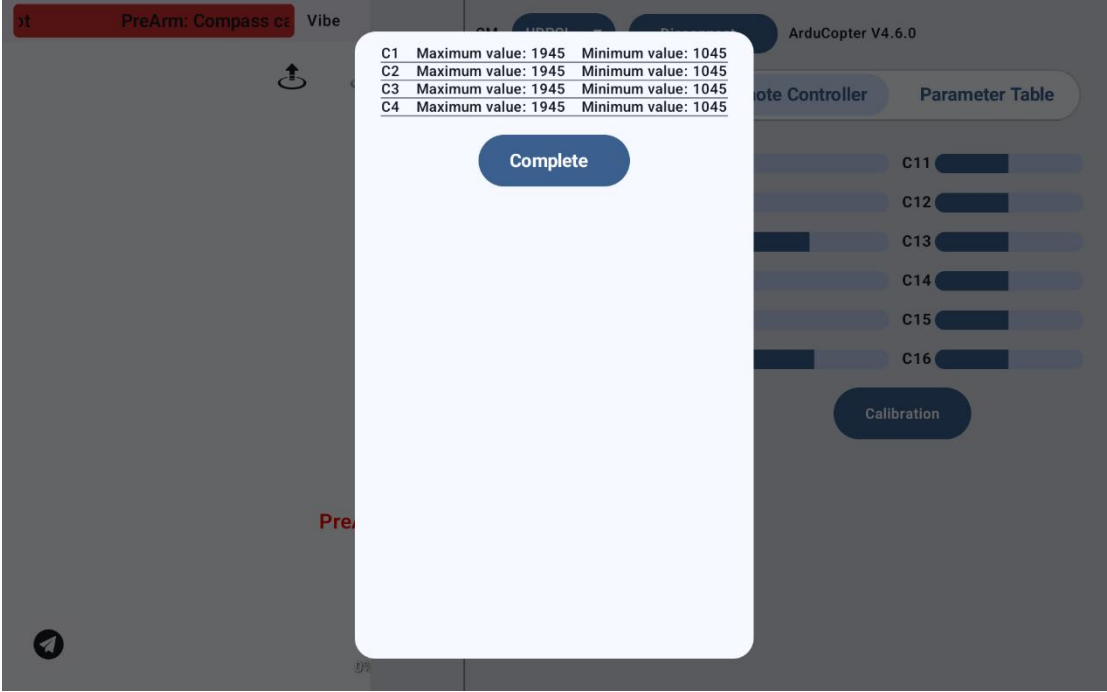 PreArm: Compass
Vibe
ArduCopter V4.6.0
C1 Maximum value: 1945 Minimum value: 1045
C2 Maximum value: 1945 Minimum value: 1045
C3 Maximum value: 1945 Minimum value: 1045
C4 Maximum value: 1945 Minimum value: 1045
Complete
Controller
Parameter Table
C11
C12
C13
C14
C15
C16
Calibration